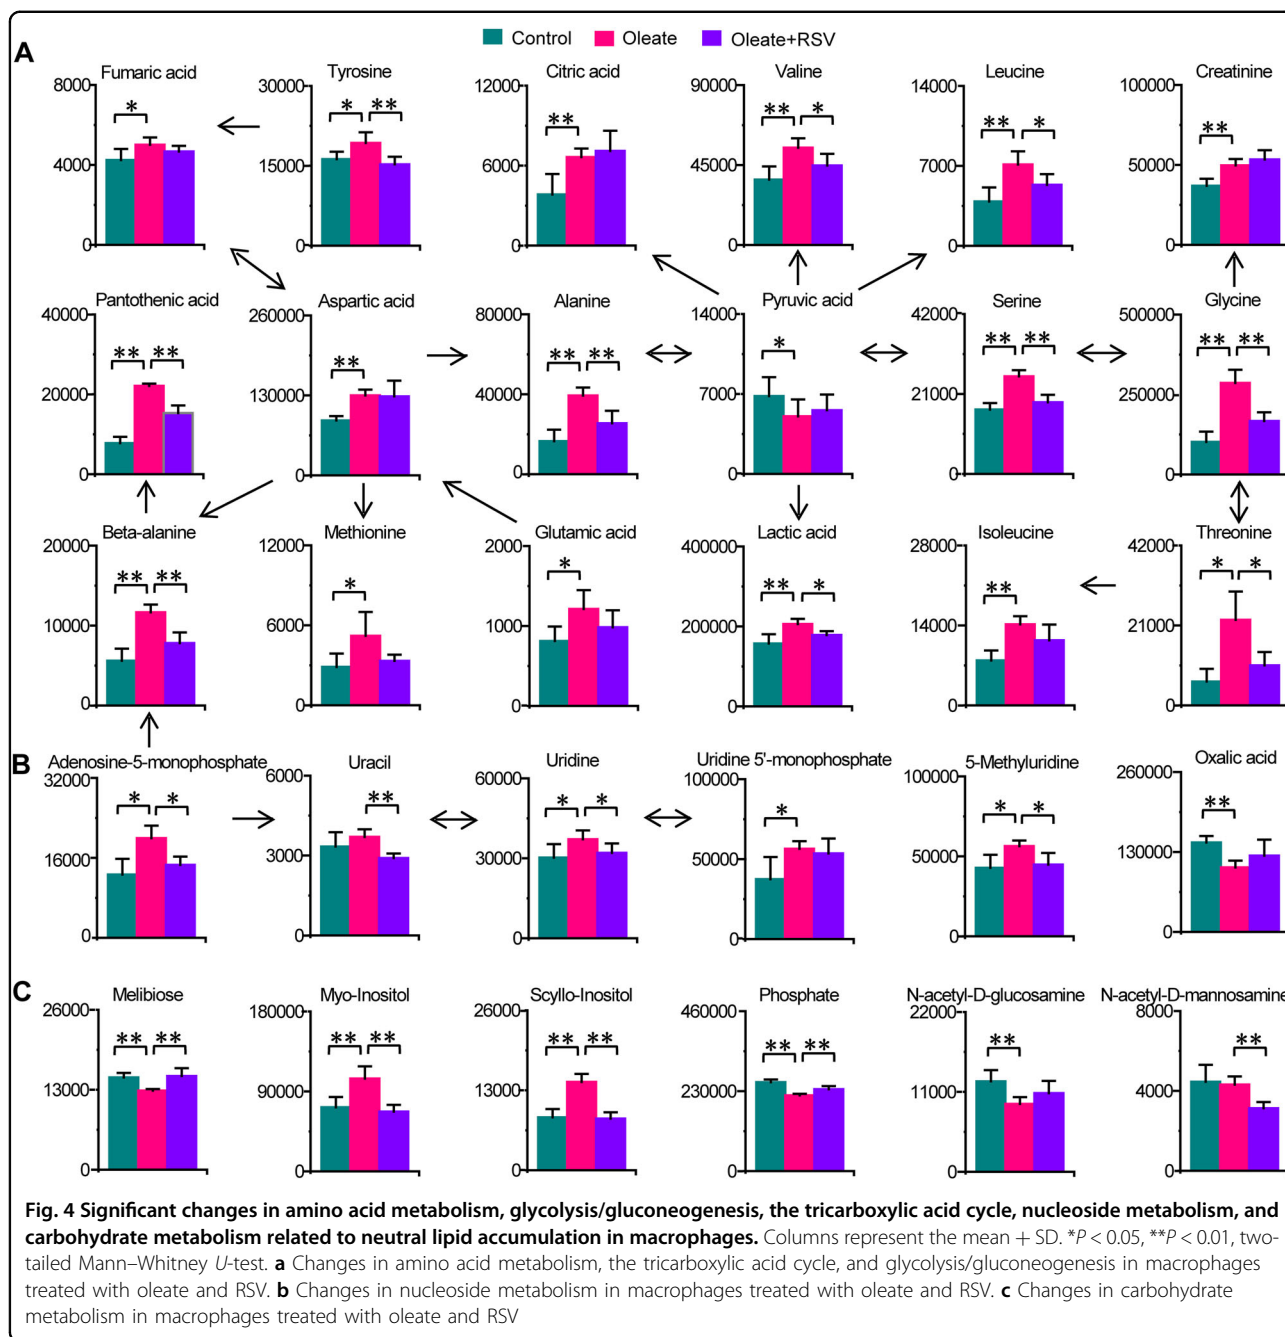 A
Control Oleate Oleate+RSV
Fumaric acid Tyrosine Citric acid Valine Leucine Creatinine
8000 30000 12000 90000 14000 100000
* * ** ** ** * ** * **
4000 15000 6000 45000 7000 50000
0 0 0 0 0 0
Pantothenic acid Aspartic acid Alanine Pyruvic acid Serine Glycine
40000 260000 80000 14000 42000 500000
** ** ** ** ** * ** ** ** **
20000 130000 40000 7000 21000 250000
0 0 0 0 0 0
Beta-alanine Methionine Glutamic acid Lactic acid Isoleucine Threonine
20000 12000 2000 400000 28000 42000
** ** * * ** * ** * *
10000 6000 1000 200000 14000 21000
0 0 0 0 0 0
B
Adenosine-5-monophosphate Uracil Uridine Uridine 5'-monophosphate 5-Methyluridine Oxalic acid
32000 6000 60000 100000 100000 260000
* * ** * * * * * **
16000 3000 30000 50000 50000 130000
0 0 0 0 0 0
C
Melibiose Myo-Inositol Scyllo-Inositol Phosphate N-acetyl-D-glucosamine N-acetyl-D-mannosamine
26000 180000 26000 460000 22000 8000
** ** ** ** ** ** ** ** ** **
13000 90000 13000 230000 11000 4000
0 0 0 0 0 0
Fig. 4 Significant changes in amino acid metabolism, glycolysis/gluconeogenesis, the tricarboxylic acid cycle, nucleoside metabolism, and
carbohydrate metabolism related to neutral lipid accumulation in macrophages. Columns represent the mean + SD. *P < 0.05, **P < 0.01, two-
tailed Mann–Whitney U-test. a Changes in amino acid metabolism, the tricarboxylic acid cycle, and glycolysis/gluconeogenesis in macrophages
treated with oleate and RSV. b Changes in nucleoside metabolism in macrophages treated with oleate and RSV. c Changes in carbohydrate
metabolism in macrophages treated with oleate and RSV